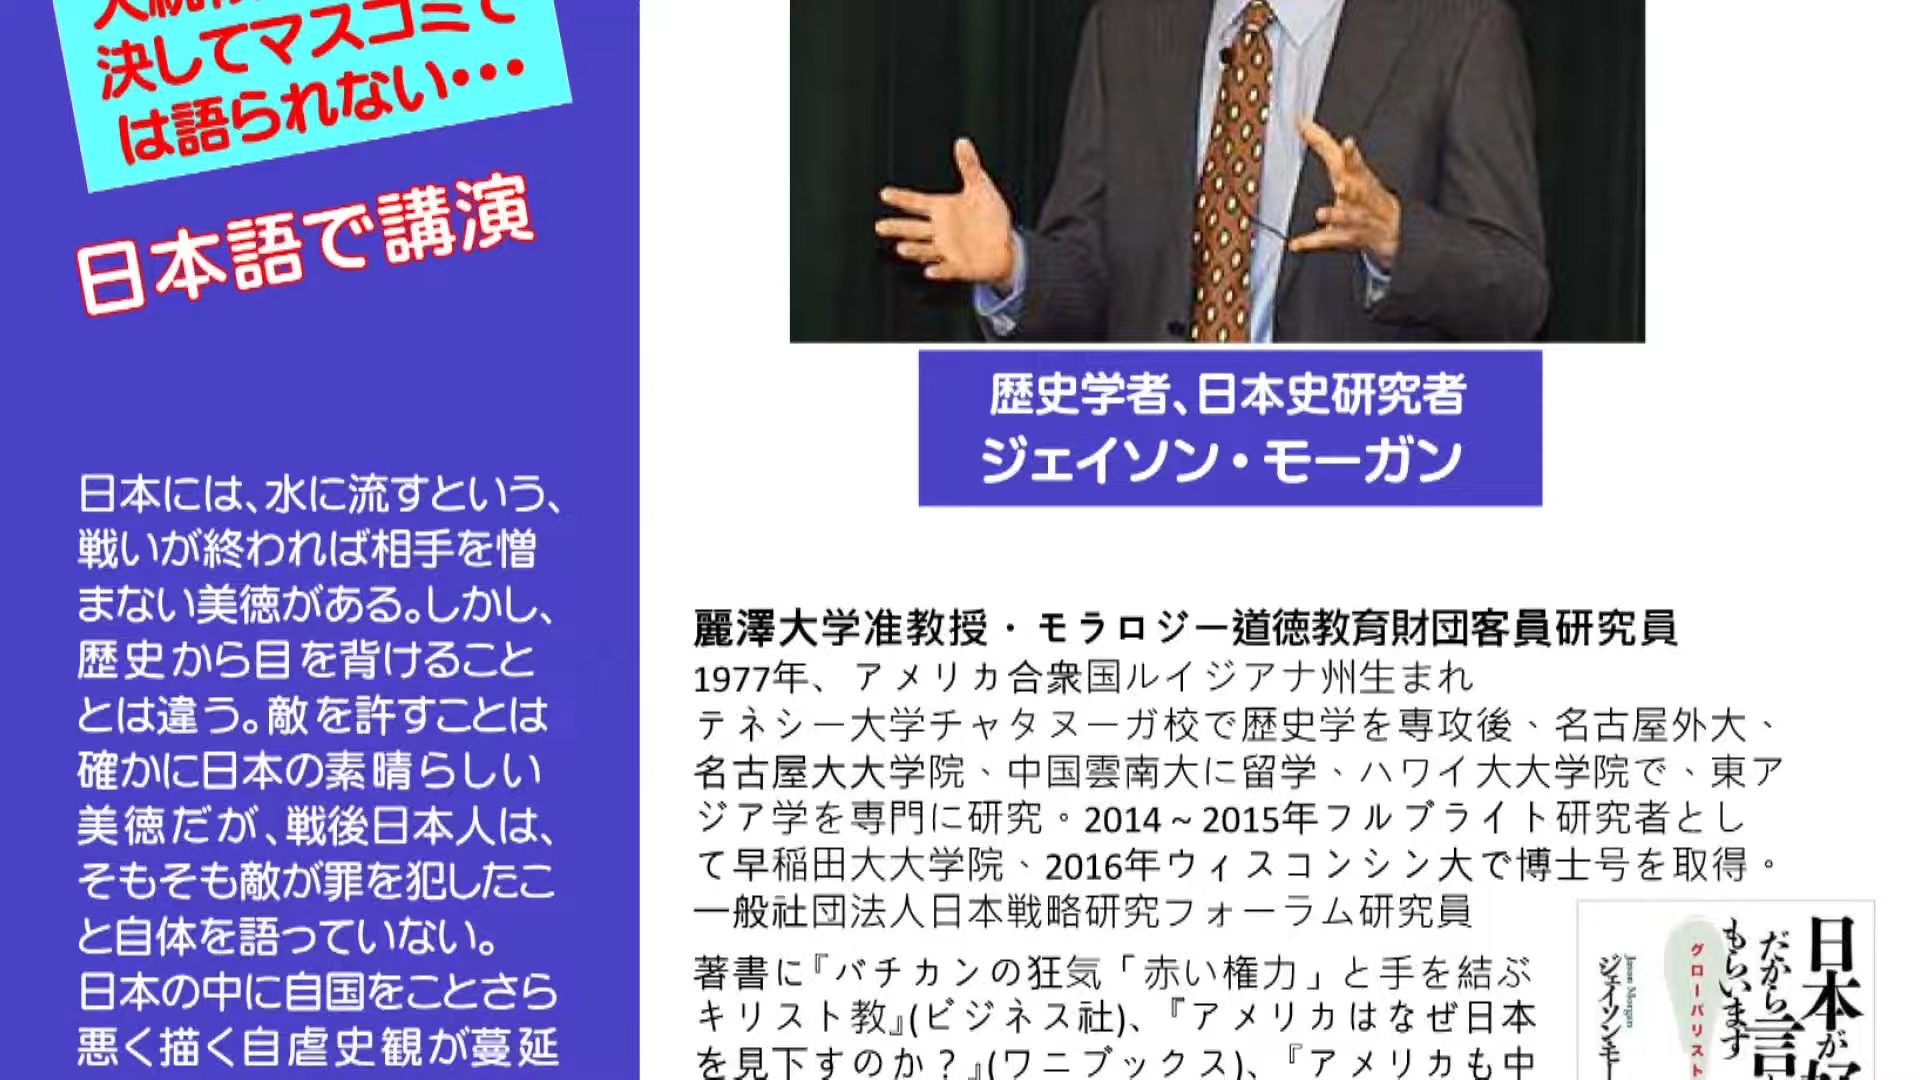 決してマスコミで
は語られない・・・
日本語で講演
日本には、水に流すという、
戦いが終われば相手を憎
まない美徳がある。しかし、
歴史から目を背けること
とは違う。敵を許すことは
確かに日本の素晴らしい
美徳だが、戦後日本人は、
そもそも敵が罪を犯したこ
と自体を語っていない。
日本の中に自国をことさら
悪く描く自虐史観が蔓延
歴史学者、日本史研究者
ジェイソン・モーガン
麗澤大学准教授・モラロジー道徳教育財団客員研究員
1977年、アメリカ合衆国ルイジアナ州生まれ
テネシー大学チャタヌーガ校で歴史学を専攻後、名古屋外大、
名古屋大大学院、中国雲南大に留学、ハワイ大大学院で、東ア
ジア学を専門に研究。2014～2015年フルブライト研究者とし
て早稲田大大学院、2016年ウィスコンシン大で博士号を取得。
一般社団法人日本戦略研究フォーラム研究員
著書に『バチカンの狂気「赤い権力」と手を結ぶ
キリスト教』(ビジネス社)、『アメリカはなぜ日本
を見下すのか？』(ワニブックス)、『アメリカも中
日本が
だから言
もらいます
グローバリスト
Jason Morgan
ジェイソン・モー